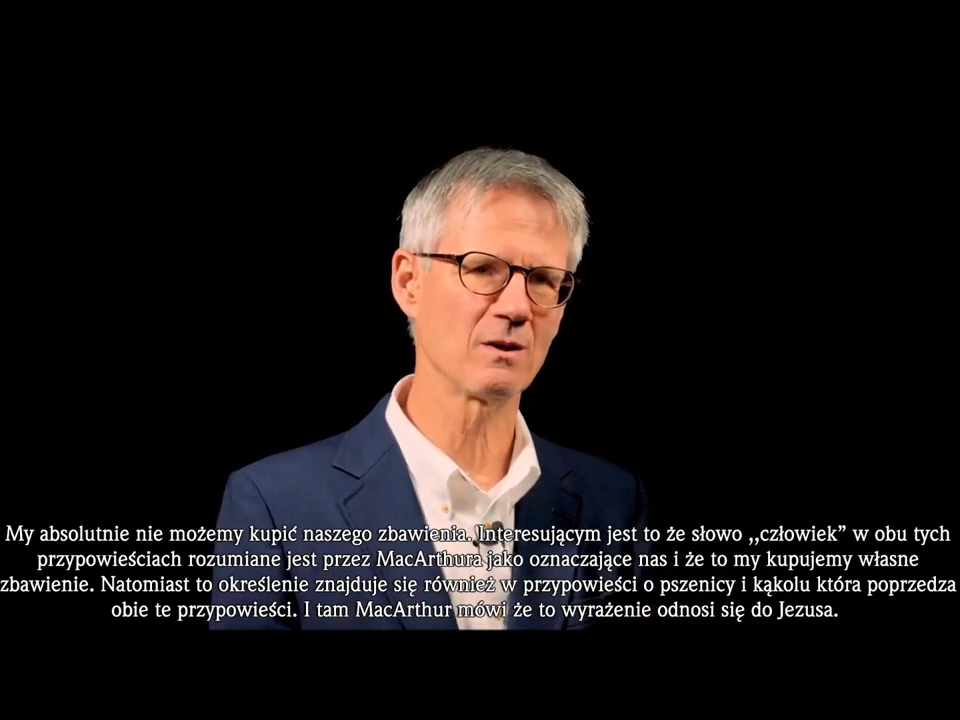 My absolutnie nie możemy kupić naszego zbawienia. Interesującym jest to że słowo ,,człowiek” w obu tych
przypowieściach rozumiane jest przez MacArthura jako oznaczające nas i że to my kupujemy własne
zbawienie. Natomiast to określenie znajduje się również w przypowieści o pszenicy i kąkolu która poprzedza
obie te przypowieści. I tam MacArthur mówi że to wyrażenie odnosi się do Jezusa.